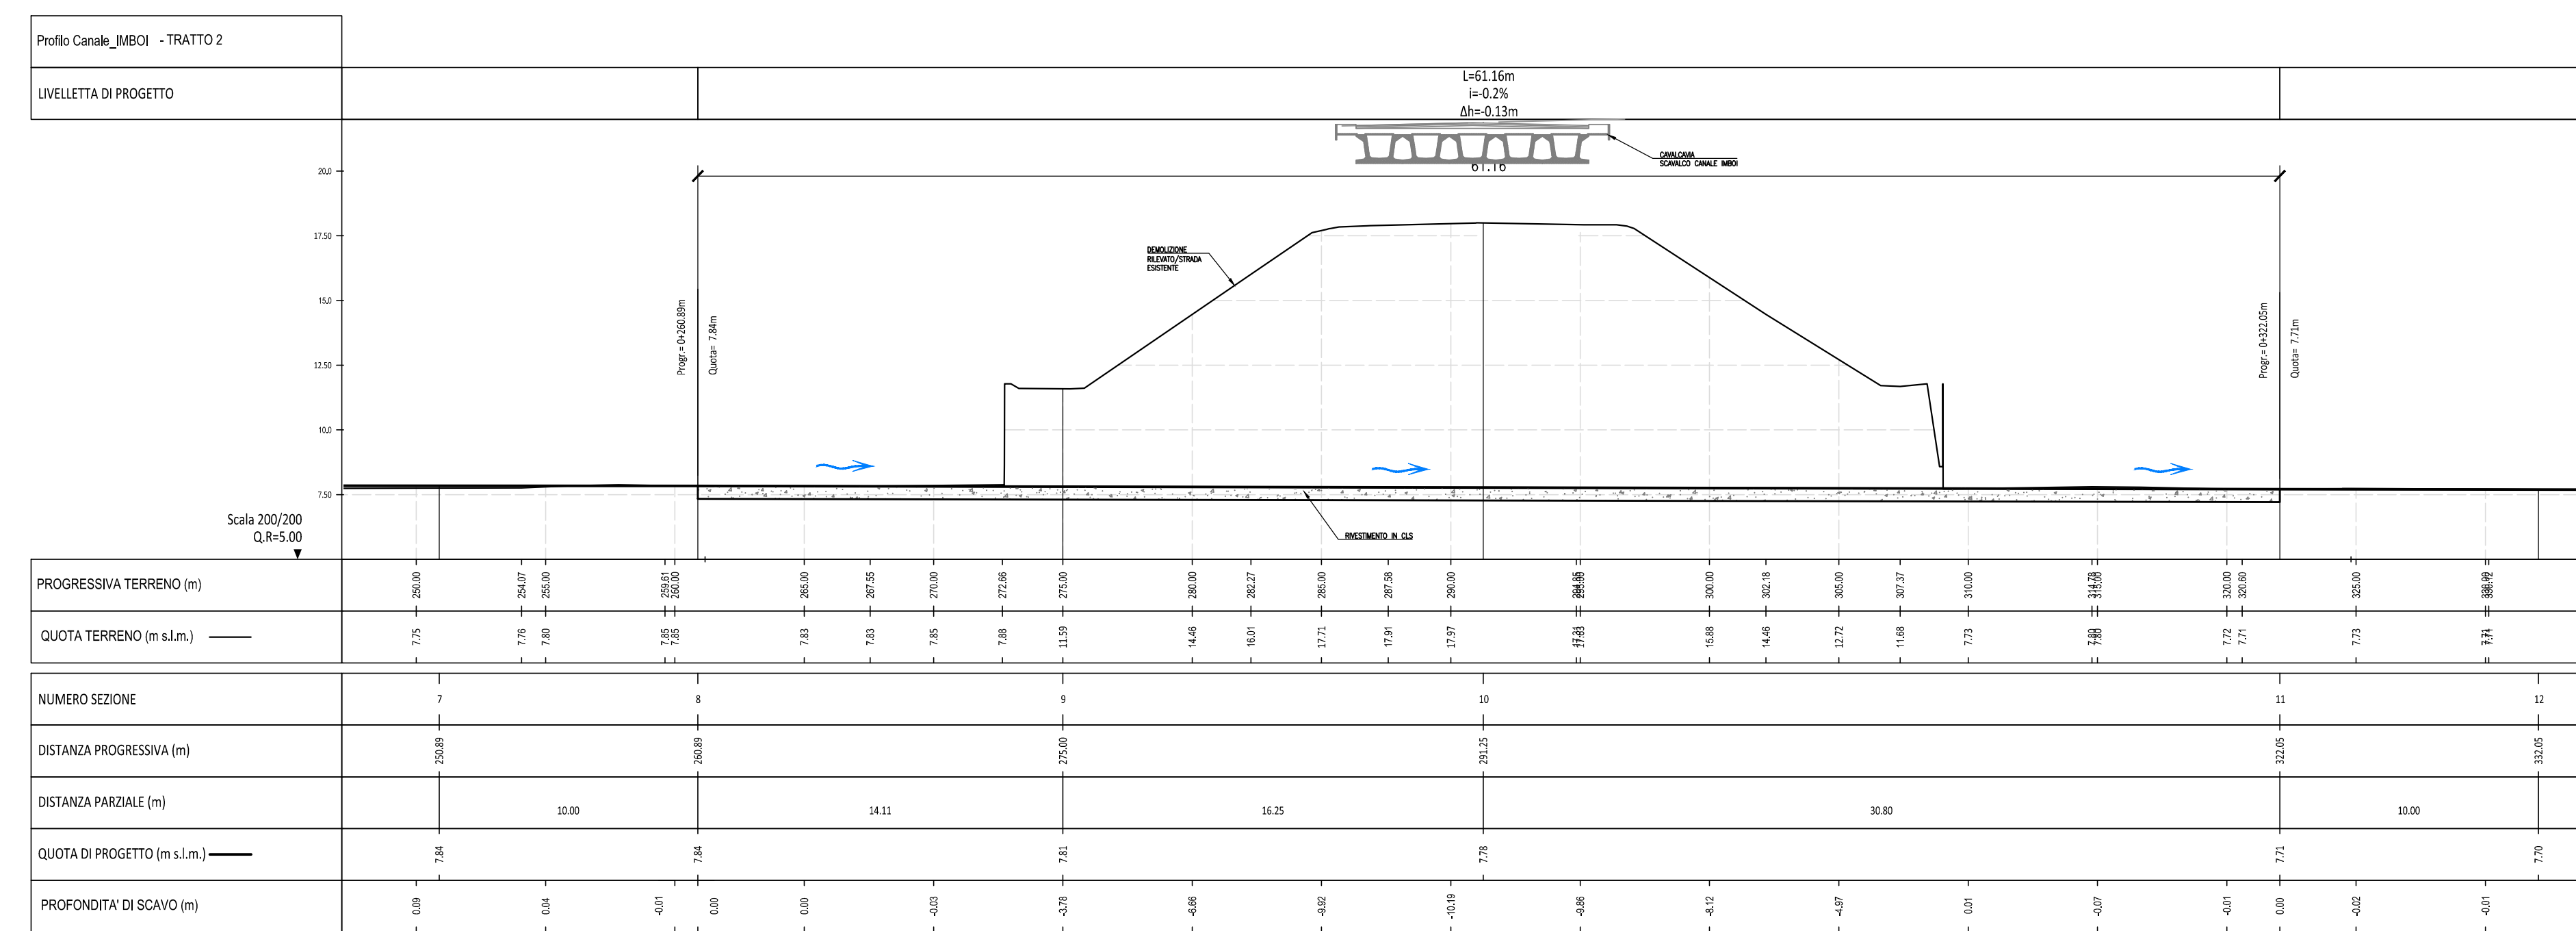 Profilo Canale_IMBOI - TRATTO 2
LIVELLETTA DI PROGETTO
L=61.16m
i=-0.2%
Δh=-0.13m
CAVALCAVIA
SCAVALCO CANALE IMBOI
61.16
20.0
17.50
15.0
12.50
10.0
7.50
DEMOLIZIONE
RILEVATO/STRADA
ESISTENTE
Progr.= 0+260.89m
Quota= 7.84m
Progr.= 0+322.05m
Quota= 7.71m
Scala 200/200
Q.R=5.00
RIVESTIMENTO IN CLS
PROGRESSIVA TERRENO (m)
250.00 254.07 255.00 259.61 260.00 265.00 267.55 270.00 272.66 275.00 280.00 282.27 285.00 287.58 290.00 300.00 302.18 305.00 307.37 310.00 314.78 315.00 320.00 320.60 325.00
QUOTA TERRENO (m s.l.m.)
7.75 7.76 7.80 7.85 7.85 7.83 7.83 7.85 7.88 11.59 14.46 16.01 17.71 17.91 17.97 15.88 14.46 12.72 11.68 7.73 7.80 7.80 7.72 7.71 7.73 7.71
NUMERO SEZIONE
7 8 9 10 11 12
DISTANZA PROGRESSIVA (m)
250.89 260.89 275.00 291.25 322.05 332.05
DISTANZA PARZIALE (m)
10.00 14.11 16.25 30.80 10.00
QUOTA DI PROGETTO (m s.l.m.)
7.84 7.84 7.81 7.78 7.71 7.70
PROFONDITA' DI SCAVO (m)
0.09 0.04 -0.01 0.00 0.00 -0.03 -3.78 -6.66 -9.92 -10.19 -9.86 -8.12 -4.97 0.01 -0.07 -0.01 0.00 -0.02 -0.01